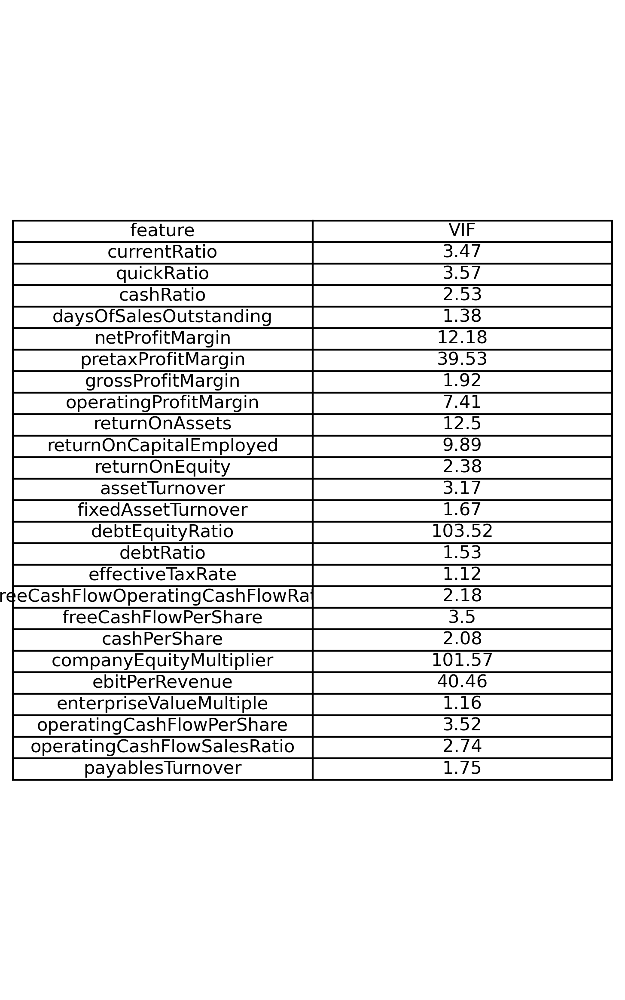 feature VIF
currentRatio 3.47
quickRatio 3.57
cashRatio 2.53
daysOfSalesOutstanding 1.38
netProfitMargin 12.18
pretaxProfitMargin 39.53
grossProfitMargin 1.92
operatingProfitMargin 7.41
returnOnAssets 12.5
returnOnCapitalEmployed 9.89
returnOnEquity 2.38
assetTurnover 3.17
fixedAssetTurnover 1.67
debtEquityRatio 103.52
debtRatio 1.53
effectiveTaxRate 1.12
reeCashFlowOperatingCashFlowRat 2.18
freeCashFlowPerShare 3.5
cashPerShare 2.08
companyEquityMultiplier 101.57
ebitPerRevenue 40.46
enterpriseValueMultiple 1.16
operatingCashFlowPerShare 3.52
operatingCashFlowSalesRatio 2.74
payablesTurnover 1.75